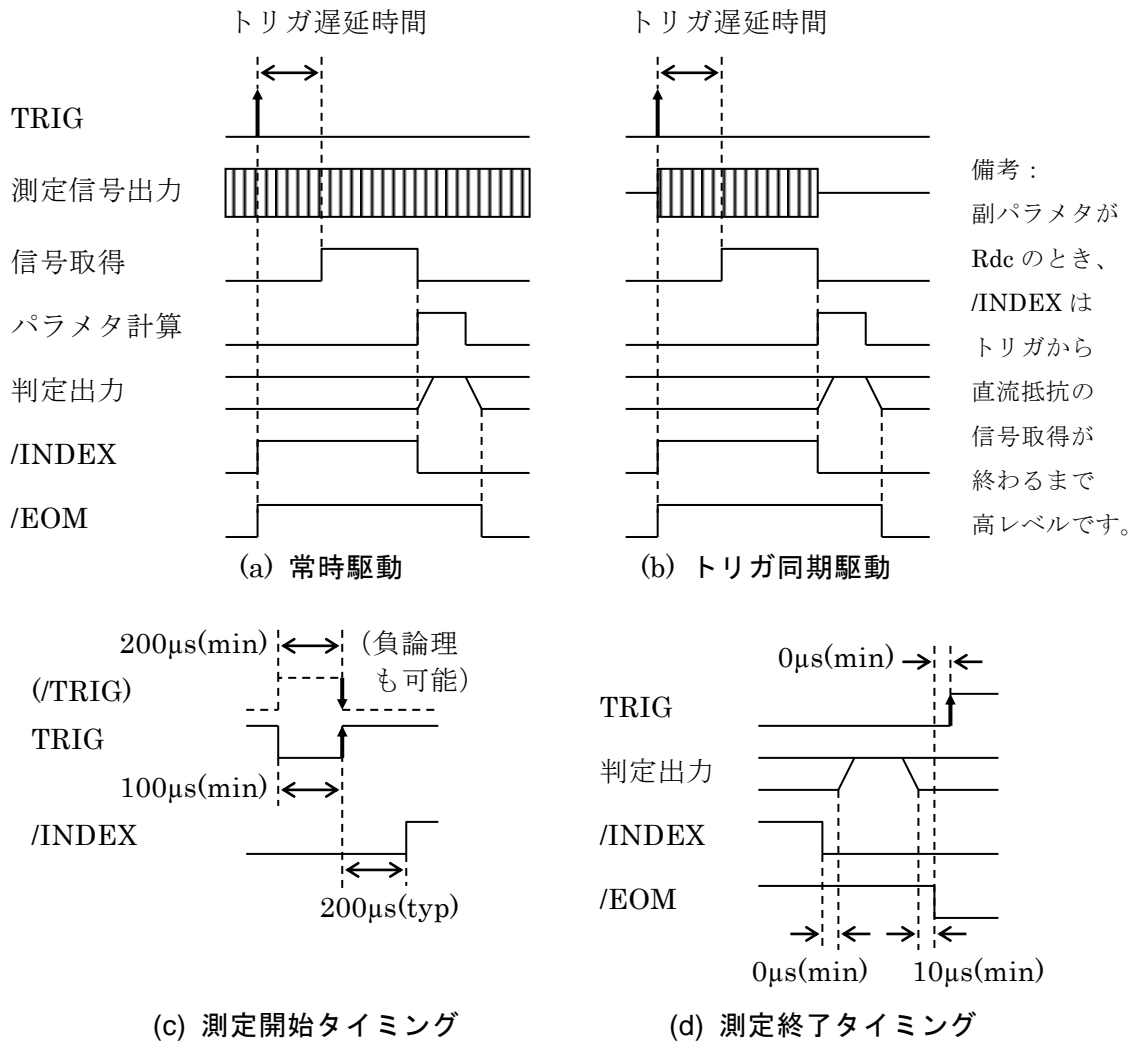 トリガ遅延時間
TRIG
測定信号出力
信号取得
パラメタ計算
判定出力
/INDEX
/EOM
(a) 常時駆動
トリガ遅延時間
(b) トリガ同期駆動
備考：
副パラメタが
Rdc のとき、
/INDEX は
トリガから
直流抵抗の
信号取得が
終わるまで
高レベルです。
200μs(min)
(負論理
も可能)
(/TRIG)
TRIG
100μs(min)
/INDEX
200μs(typ)
(c) 測定開始タイミング
0μs(min)
TRIG
判定出力
/INDEX
/EOM
0μs(min)
10μs(min)
(d) 測定終了タイミング